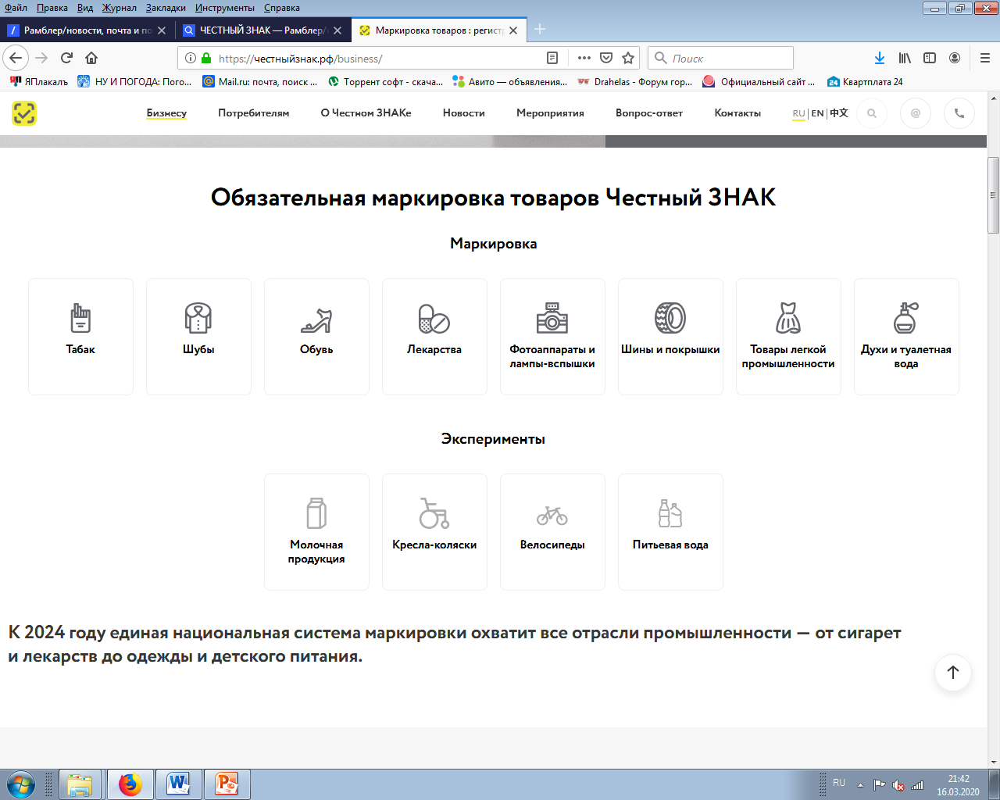 Файл Правка Вид Журнал Закладки Инструменты Справка
Рамблер/новости, почта и по
ЧЕСТНЫЙ ЗНАК — Рамблер/
Маркировка товаров : регистр
https://честныйзнак.рф/business/
Поиск
ЯПлакалъ
НУ И ПОГОДА: Пого...
Mail.ru: почта, поиск ...
Торрент софт - скача...
Авито — объявления...
Drahelas - Форум гор...
Официальный сайт ...
24 Квартплата 24
Бизнесу
Потребителям
О Честном ЗНАКе
Новости
Мероприятия
Вопрос-ответ
Контакты
RU | EN | 中文
@
Обязательная маркировка товаров Честный ЗНАК
Маркировка
Табак
Шубы
Обувь
Лекарства
Фотоаппараты и
лампы-вспышки
Шины и покрышки
Товары легкой
промышленности
Духи и туалетная
вода
Эксперименты
Молочная
продукция
Кресла-коляски
Велосипеды
Питьевая вода
К 2024 году единая национальная система маркировки охватит все отрасли промышленности — от сигарет
и лекарств до одежды и детского питания.
RU
21:42
16.03.2020